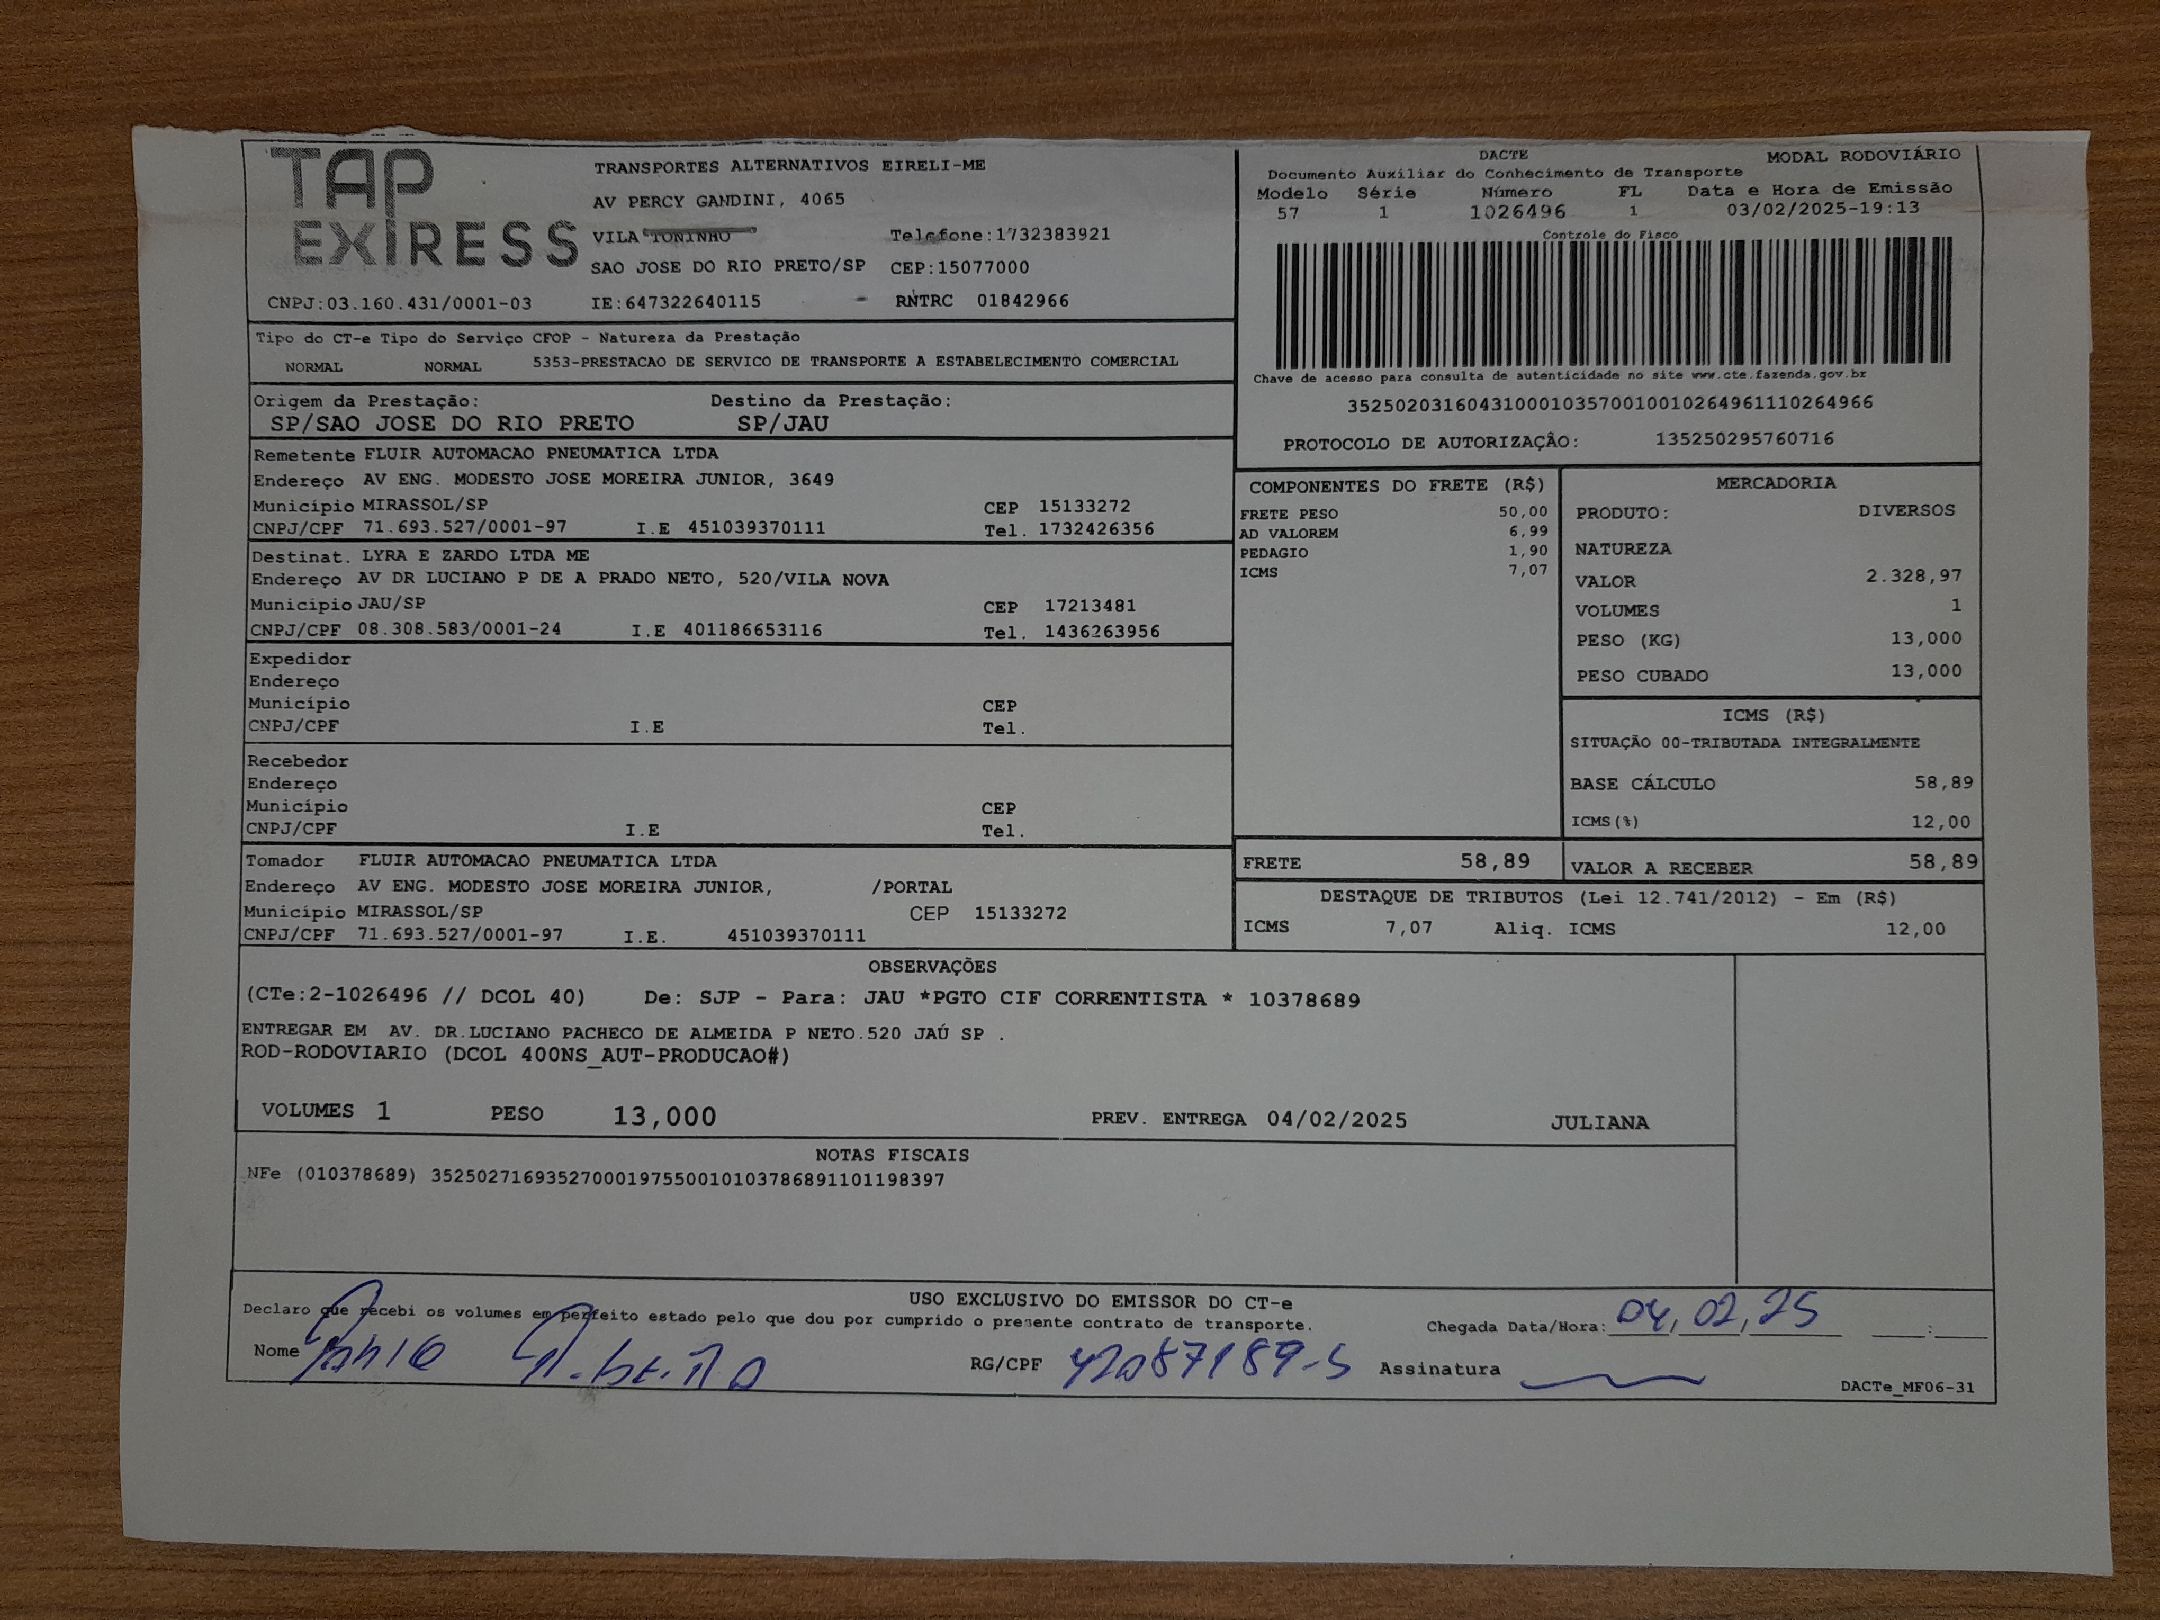 TAP
EXIRESS
TRANSPORTES ALTERNATIVOS EIRELI-ME
AV PERCY GANDINI, 4065
VILA TONINHO Telefone:1732383921
SAO JOSE DO RIO PRETO/SP CEP:15077000
CNPJ:03.160.431/0001-03 IE:647322640115 RNTRC 01842966
DACTE MODAL RODOVIÁRIO
Documento Auxiliar do Conhecimento de Transporte
Modelo Série Número FL Data e Hora de Emissão
57 1 1026496 1 03/02/2025-19:13
Controle do Fisco
Chave de acesso para consulta de autenticidade no site www.cte.fazenda.gov.br
35250203160431000103570010010264961110264966
PROTOCOLO DE AUTORIZAÇÃO: 135250295760716
Tipo do CT-e Tipo do Serviço CFOP - Natureza da Prestação
NORMAL NORMAL 5353-PRESTACAO DE SERVICO DE TRANSPORTE A ESTABELECIMENTO COMERCIAL
Origem da Prestação: Destino da Prestação:
SP/SAO JOSE DO RIO PRETO SP/JAU
Remetente FLUIR AUTOMACAO PNEUMATICA LTDA
Endereço AV ENG. MODESTO JOSE MOREIRA JUNIOR, 3649
Município MIRASSOL/SP CEP 15133272
CNPJ/CPF 71.693.527/0001-97 I.E 451039370111 Tel. 1732426356
Destinat. LYRA E ZARDO LTDA ME
Endereço AV DR LUCIANO P DE A PRADO NETO, 520/VILA NOVA
Município JAU/SP CEP 17213481
CNPJ/CPF 08.308.583/0001-24 I.E 401186653116 Tel. 1436263956
Expedidor
Endereço
Município CEP
CNPJ/CPF I.E Tel.
Recebedor
Endereço
Município CEP
CNPJ/CPF I.E Tel.
Tomador FLUIR AUTOMACAO PNEUMATICA LTDA
Endereço AV ENG. MODESTO JOSE MOREIRA JUNIOR, /PORTAL
Município MIRASSOL/SP CEP 15133272
CNPJ/CPF 71.693.527/0001-97 I.E. 451039370111
COMPONENTES DO FRETE (R$)
FRETE PESO 50,00
AD VALOREM 6,99
PEDAGIO 1,90
ICMS 7,07
MERCADORIA
PRODUTO: DIVERSOS
NATUREZA
VALOR 2.328,97
VOLUMES 1
PESO (KG) 13,000
PESO CUBADO 13,000
ICMS (R$)
SITUAÇÃO 00-TRIBUTADA INTEGRALMENTE
BASE CÁLCULO 58,89
ICMS(%) 12,00
FRETE 58,89 VALOR A RECEBER 58,89
DESTAQUE DE TRIBUTOS (Lei 12.741/2012) - Em (R$)
ICMS 7,07 Aliq. ICMS 12,00
OBSERVAÇÕES
(CTe:2-1026496 // DCOL 40) De: SJP - Para: JAU *PGTO CIF CORRENTISTA * 10378689
ENTREGAR EM AV. DR.LUCIANO PACHECO DE ALMEIDA P NETO.520 JAÚ SP .
ROD-RODOVIARIO (DCOL 400NS_AUT-PRODUCAO#)
VOLUMES 1 PESO 13,000 PREV. ENTREGA 04/02/2025 JULIANA
NOTAS FISCAIS
NFe (010378689) 35250271693527000197550010103786891101198397
USO EXCLUSIVO DO EMISSOR DO CT-e
Declaro que recebi os volumes em perfeito estado pelo que dou por cumprido o presente contrato de transporte.
Chegada Data/Hora: 04,02,25 :
Nome RG/CPF 42087189-5 Assinatura
DACTe_MF06-31